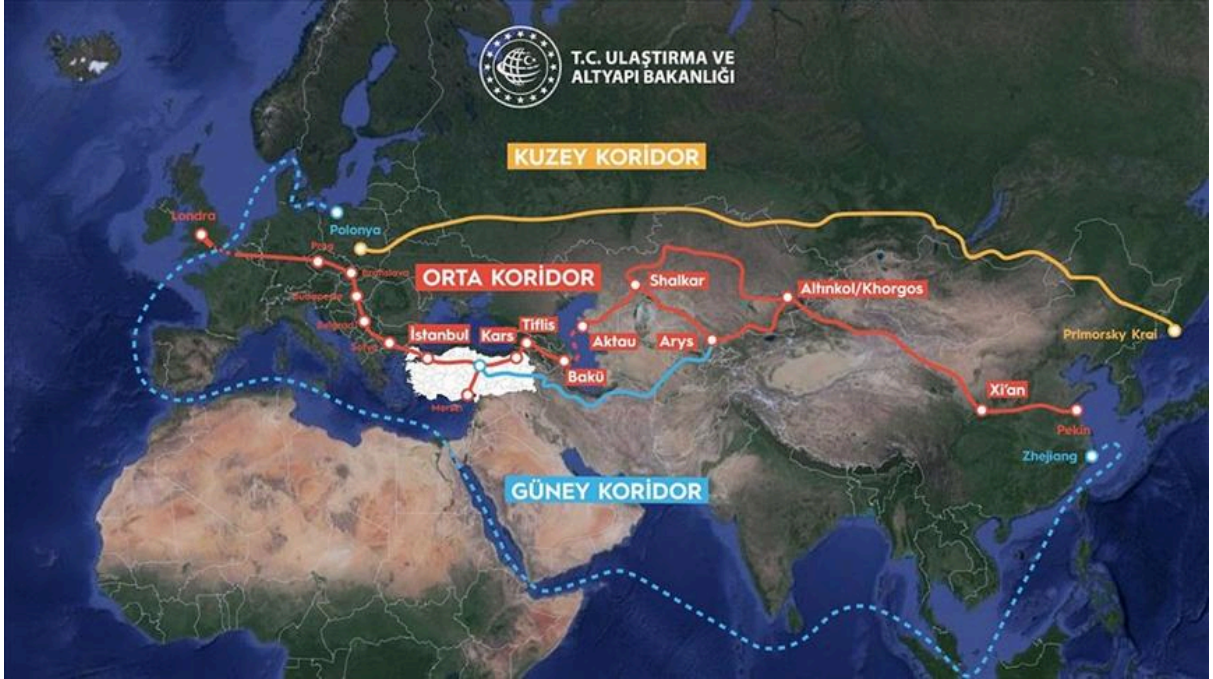 T.C. ULAŞTIRMA VE
ALTYAPI BAKANLIĞI
KUZEY KORİDOR
Londra
Polonya
Prag
Bratislava
ORTA KORİDOR
Budapeşte
Shalkar
Altınkol/Khorgos
Belgrad
Sofya
İstanbul
Kars
Tiflis
Aktau
Arys
Primorsky Krai
Bakü
Mersin
Xi'an
Pekin
Zhejiang
GÜNEY KORİDOR